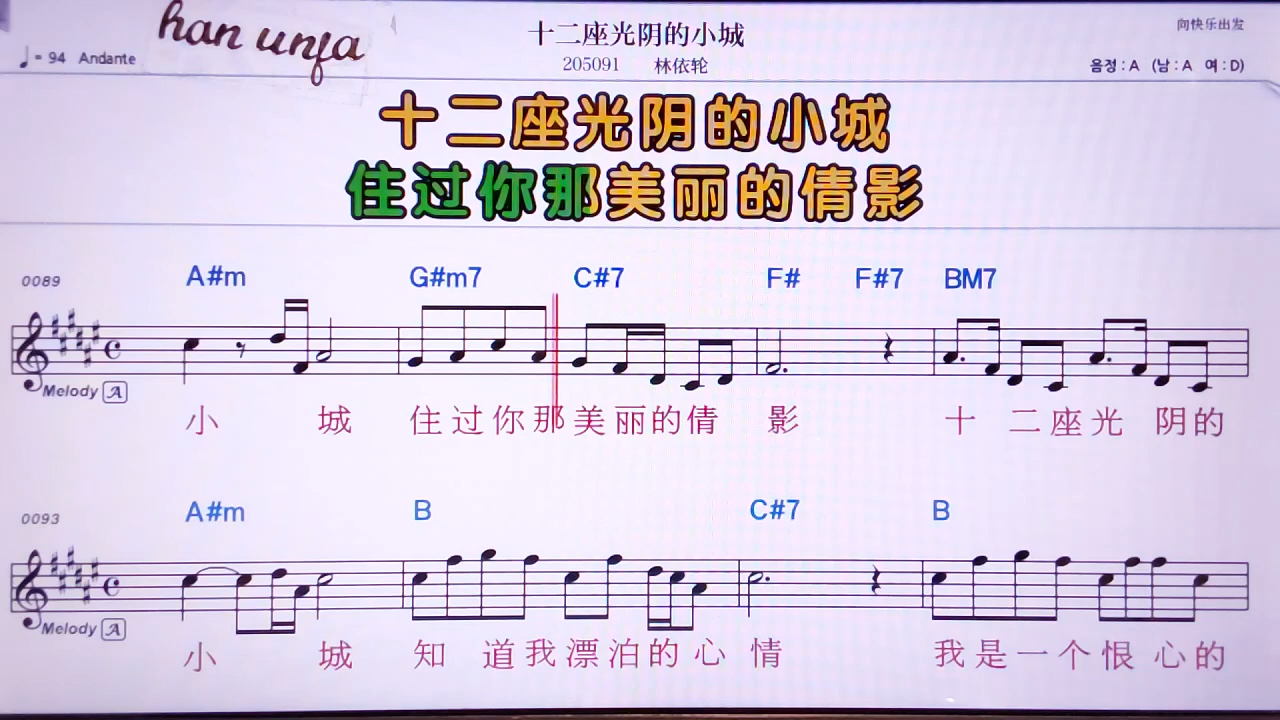 han unja
十二座光阴的小城
向快乐出发
♩= 94 Andante
205091 林依轮
음정 : A (남 : A 여 : D)
十二座光阴的小城
住过你那美丽的倩影
0089 A#m G#m7 C#7 F# F#7 BM7
Melody A
小 城 住过你那美丽的倩 影 十 二座光 阴的
0093 A#m B C#7 B
Melody A
小 城 知 道我漂泊的心 情 我是一个恨心的